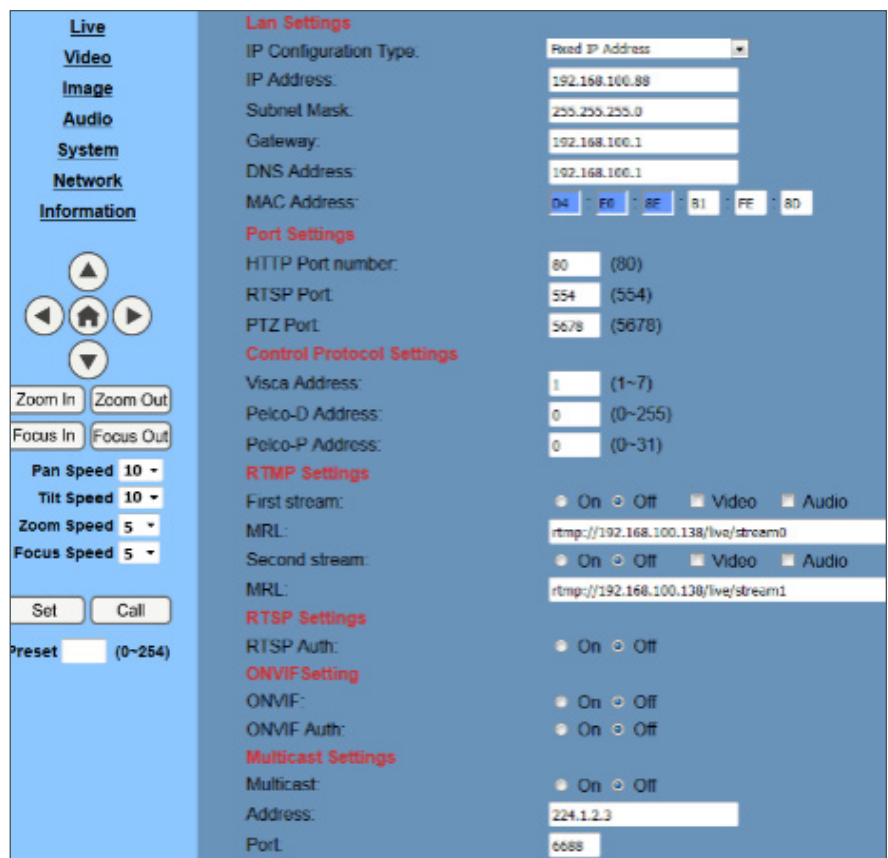 Live
Video
Image
Audio
System
Network
Information
Zoom In Zoom Out
Focus In Focus Out
Pan Speed 10
Tilt Speed 10
Zoom Speed 5
Focus Speed 5
Set Call
Preset (0~254)
Lan Settings
IP Configuration Type: Fixed IP Address
IP Address: 192.168.100.88
Subnet Mask: 255.255.255.0
Gateway: 192.168.100.1
DNS Address: 192.168.100.1
MAC Address: D4 : E0 : 8E : B1 : FE : 8D
Port Settings
HTTP Port number: 80 (80)
RTSP Port: 554 (554)
PTZ Port: 5678 (5678)
Control Protocol Settings
Visca Address: 1 (1~7)
Pelco-D Address: 0 (0~255)
Pelco-P Address: 0 (0~31)
RTMP Settings
First stream: On Off Video Audio
MRL: rtmp://192.168.100.138/live/stream0
Second stream: On Off Video Audio
MRL: rtmp://192.168.100.138/live/stream1
RTSP Settings
RTSP Auth: On Off
ONVIFSetting
ONVIF: On Off
ONVIF Auth: On Off
Multicast Settings
Multicast: On Off
Address: 224.1.2.3
Port: 6688